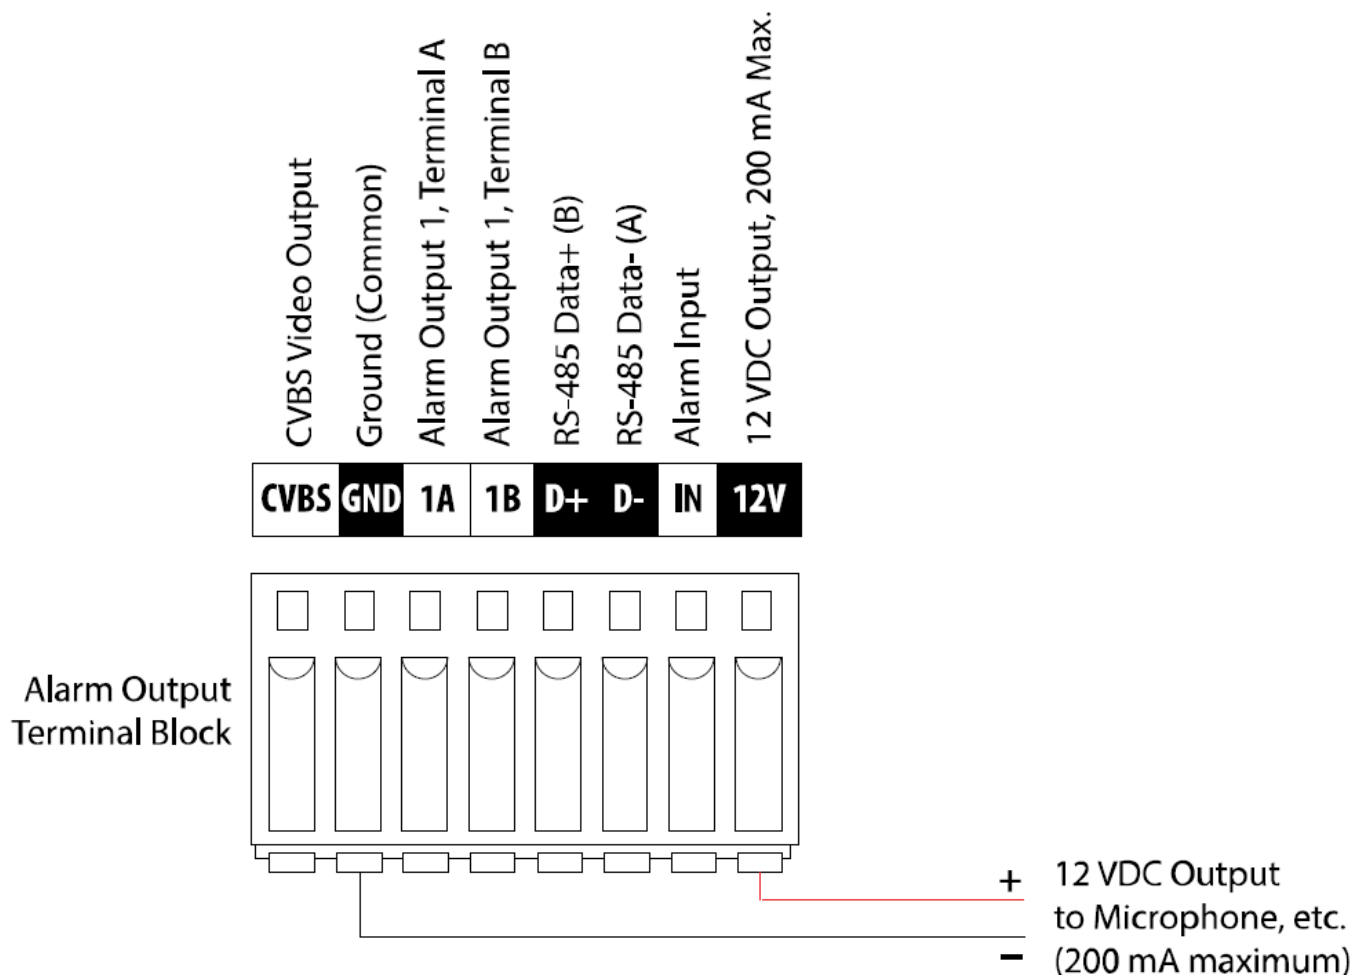 CVBS Video Output
Ground (Common)
Alarm Output 1, Terminal A
Alarm Output 1, Terminal B
RS-485 Data+ (B)
RS-485 Data- (A)
Alarm Input
12 VDC Output, 200 mA Max.
CVBS GND 1A 1B D+ D- IN 12V
Alarm Output
Terminal Block
+ 12 VDC Output
to Microphone, etc.
− (200 mA maximum)